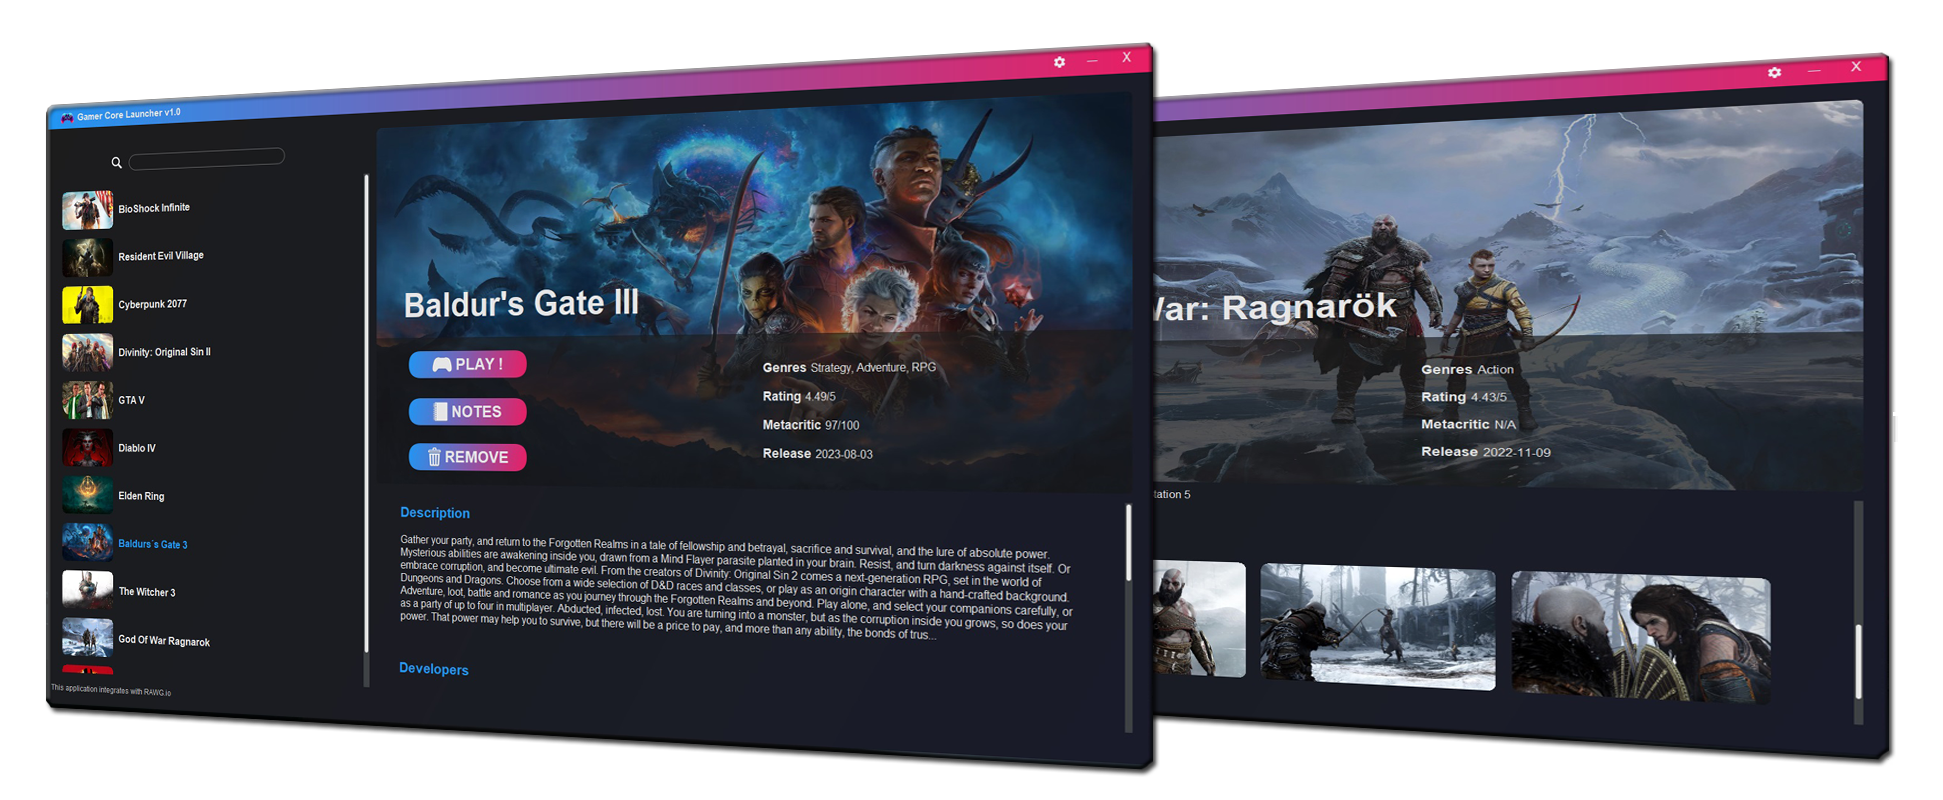 Gamer Core Launcher v1.0
X
BioShock Infinite
Resident Evil Village
Cyberpunk 2077
Divinity: Original Sin II
GTA V
Diablo IV
Elden Ring
Baldurs´s Gate 3
The Witcher 3
God Of War Ragnarok
This application integrates with RAWG.io
Baldur's Gate III
PLAY !
NOTES
REMOVE
Genres Strategy, Adventure, RPG
Rating 4.49/5
Metacritic 97/100
Release 2023-08-03
Description
Gather your party, and return to the Forgotten Realms in a tale of fellowship and betrayal, sacrifice and survival, and the lure of absolute power.
Mysterious abilities are awakening inside you, drawn from a Mind Flayer parasite planted in your brain. Resist, and turn darkness against itself. Or
embrace corruption, and become ultimate evil. From the creators of Divinity: Original Sin 2 comes a next-generation RPG, set in the world of
Dungeons and Dragons. Choose from a wide selection of D&D races and classes, or play as an origin character with a hand-crafted background.
Adventure, loot, battle and romance as you journey through the Forgotten Realms and beyond. Play alone, and select your companions carefully, or
as a party of up to four in multiplayer. Abducted, infected, lost. You are turning into a monster, but as the corruption inside you grows, so does your
power. That power may help you to survive, but there will be a price to pay, and more than any ability, the bonds of trus...
Developers
X
War: Ragnarök
Genres Action
Rating 4.43/5
Metacritic N/A
Release 2022-11-09
tation 5